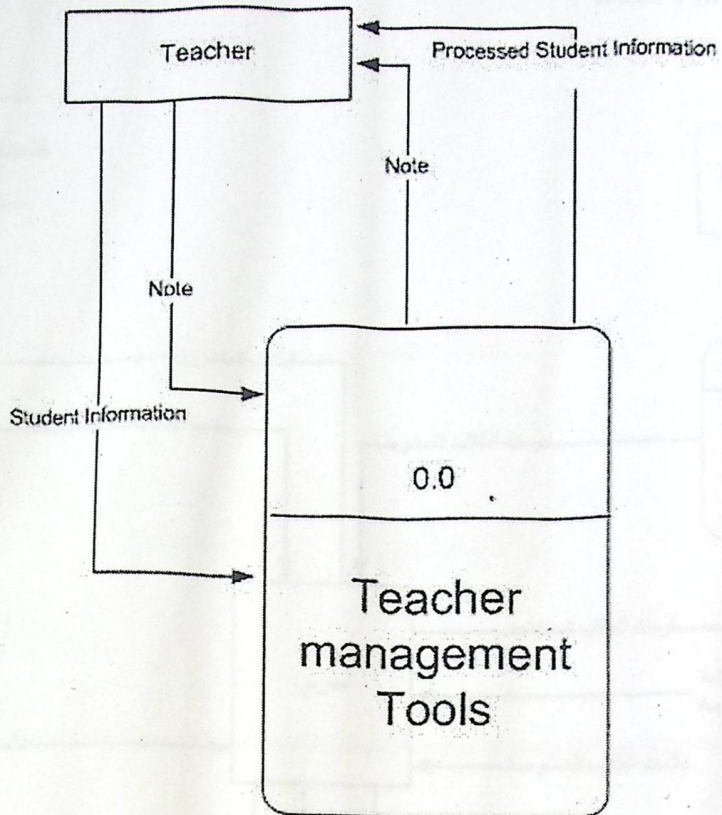 Teacher
Processed Student Information
Note
Note
Student Information
0.0
Teacher
management
Tools